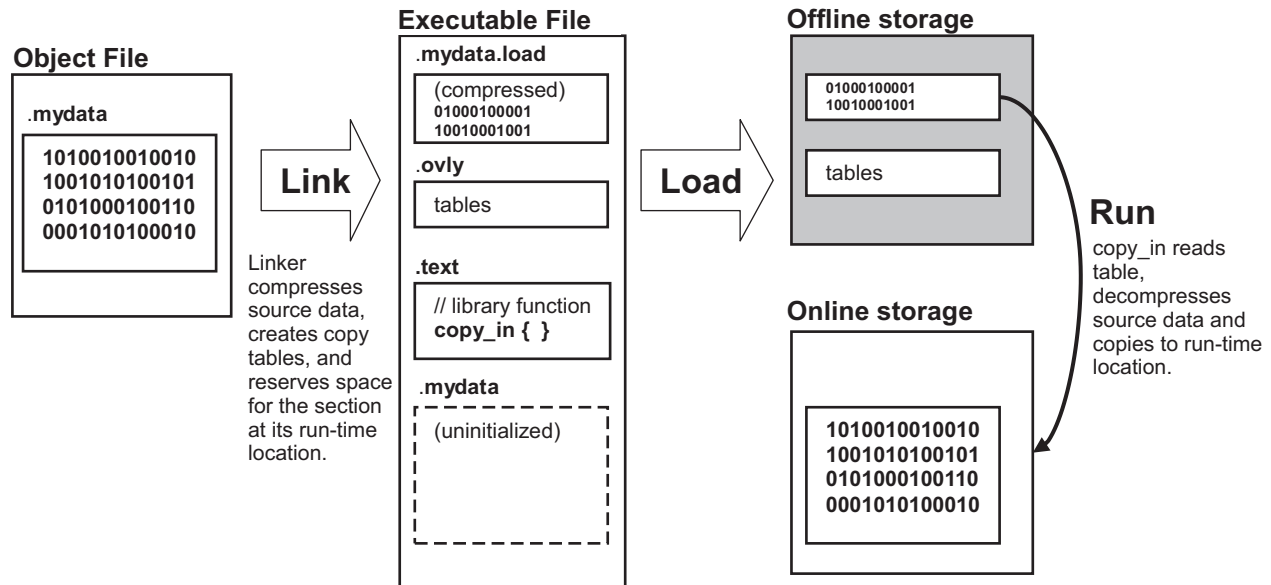 Object File
.mydata
1010010010010
1001010100101
0101000100110
0001010100010
Link
Linker
compresses
source data,
creates copy
tables, and
reserves space
for the section
at its run-time
location.
Executable File
.mydata.load
(compressed)
01000100001
10010001001
.ovly
tables
.text
// library function
copy_in { }
.mydata
(uninitialized)
Load
Offline storage
01000100001
10010001001
tables
Run
copy_in reads
table,
decompresses
source data and
copies to run-time
location.
Online storage
1010010010010
1001010100101
0101000100110
0001010100010